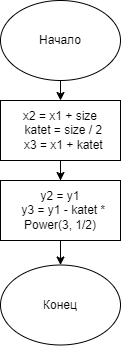 Начало
x2 = x1 + size
katet = size / 2
x3 = x1 + katet
y2 = y1
y3 = y1 - katet *
Power(3, 1/2)
Конец